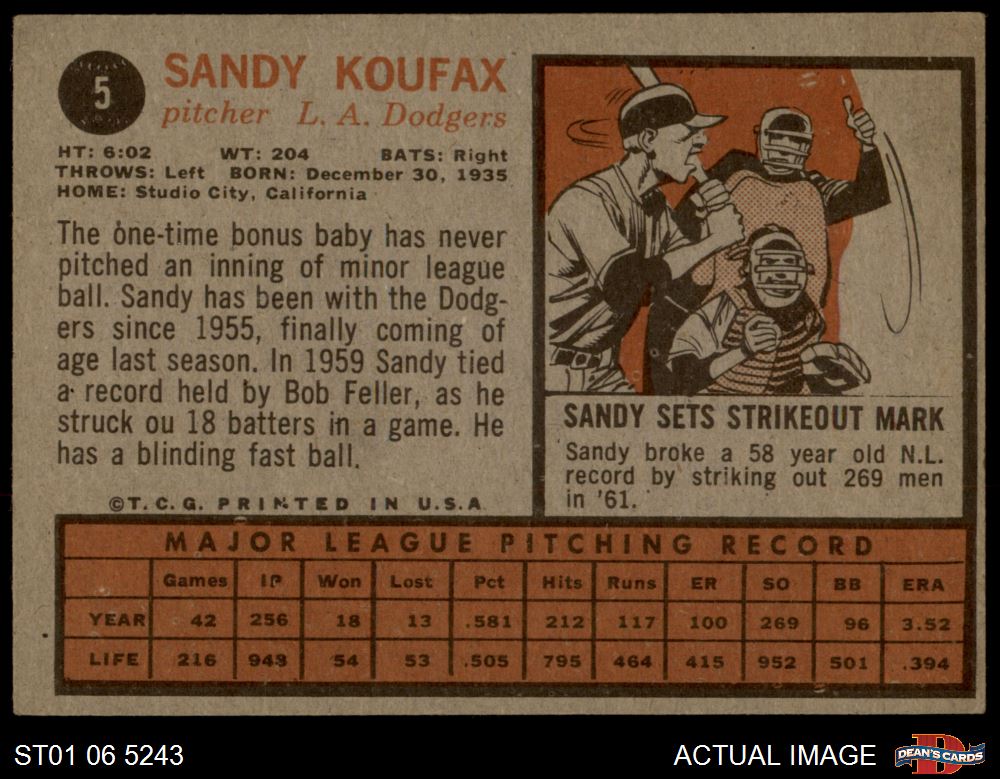 5
SANDY KOUFAX
pitcher L. A. Dodgers
HT: 6:02 WT: 204 BATS: Right
THROWS: Left BORN: December 30, 1935
HOME: Studio City, California
The one-time bonus baby has never
pitched an inning of minor league
ball. Sandy has been with the Dodg-
ers since 1955, finally coming of
age last season. In 1959 Sandy tied
a record held by Bob Feller, as he
struck ou 18 batters in a game. He
has a blinding fast ball.
©T.C.G. PRINTED IN U.S.A
SANDY SETS STRIKEOUT MARK
Sandy broke a 58 year old N.L.
record by striking out 269 men
in '61.
MAJOR LEAGUE PITCHING RECORD
Games IP Won Lost Pct Hits Runs ER SO BB ERA
YEAR 42 256 18 13 .581 212 117 100 269 96 3.52
LIFE 216 943 54 53 .505 795 464 415 952 501 .394
ST01 06 5243
ACTUAL IMAGE
D
DEAN'S CARDS